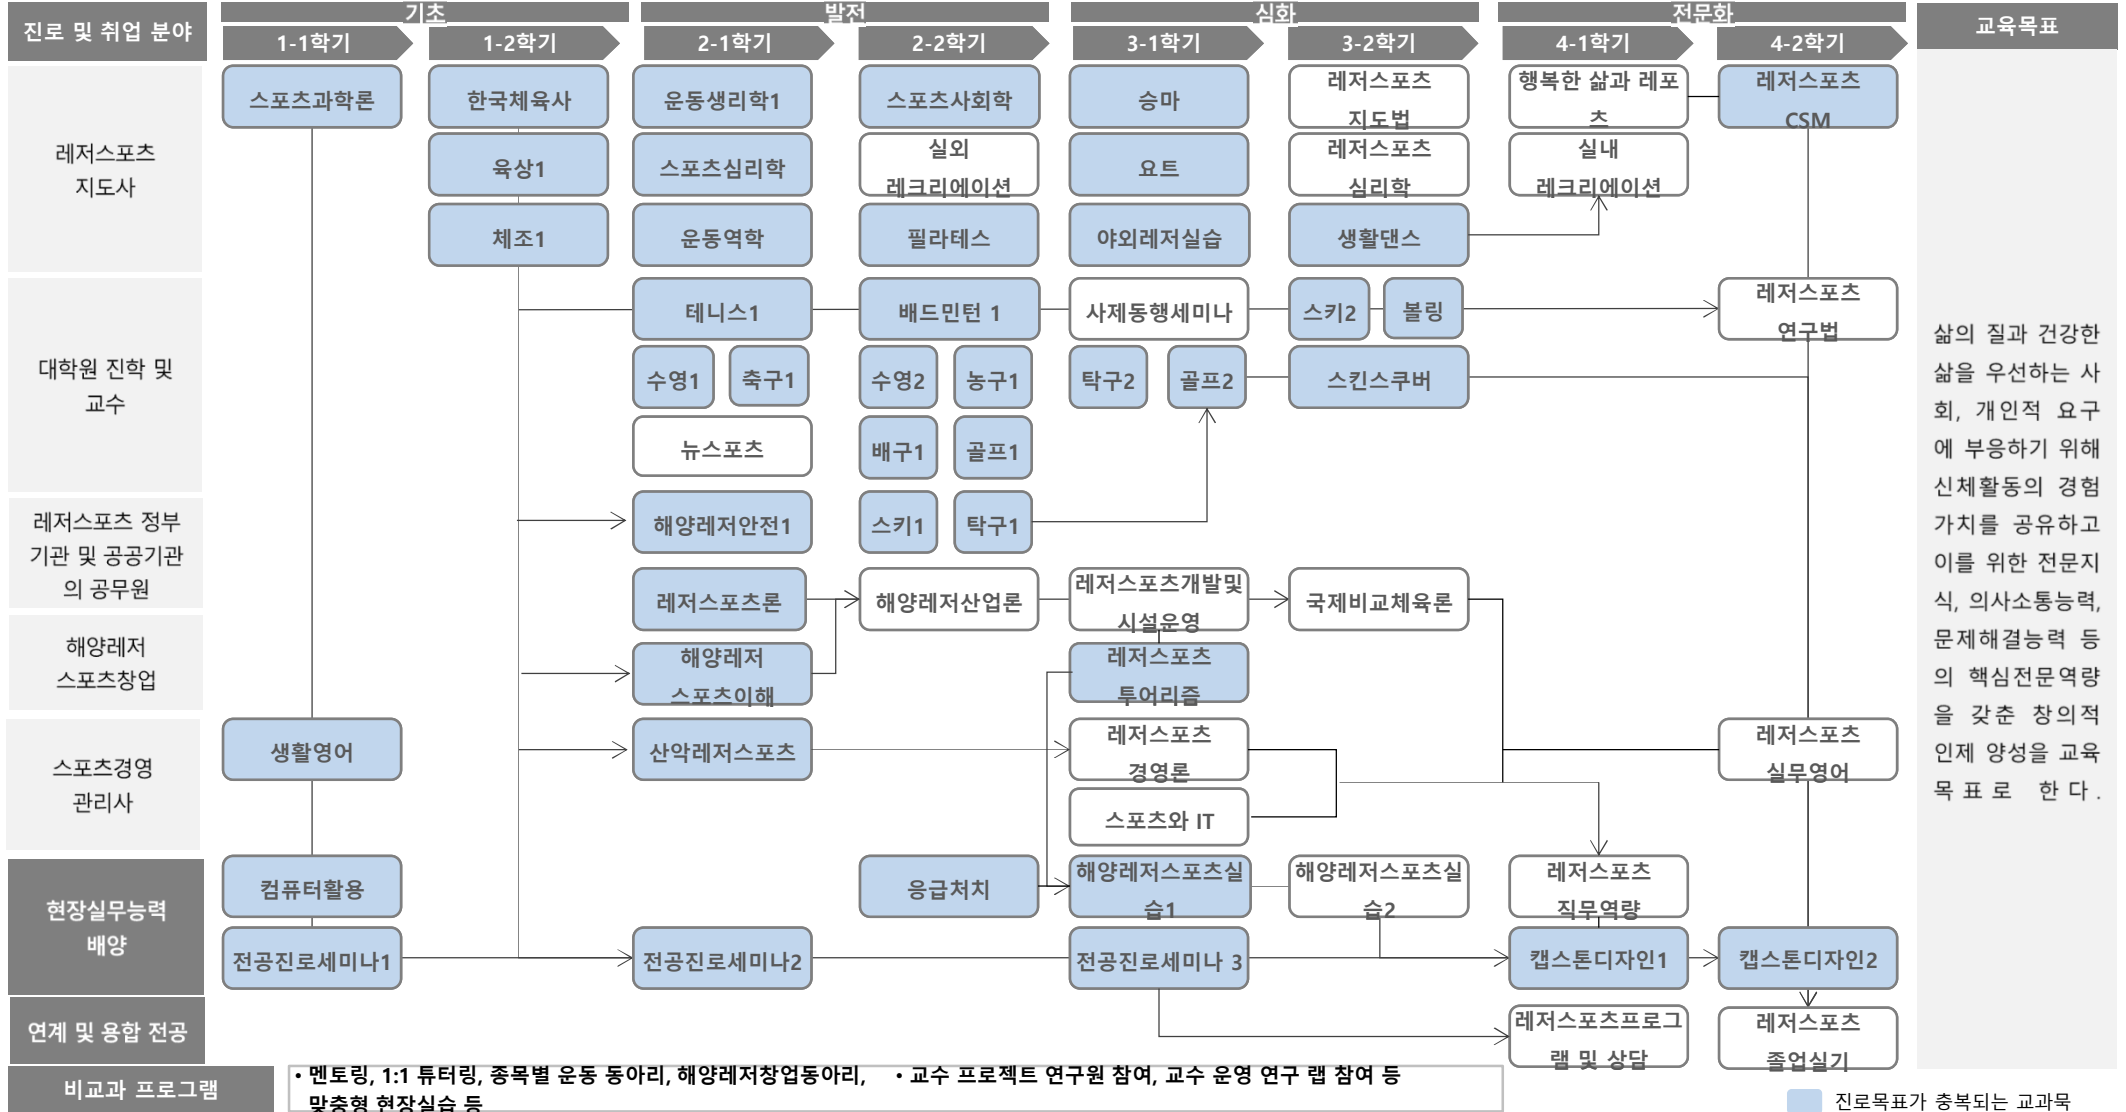 진로 및 취업 분야
기초
발전
심화
전문화
교육목표
1-1학기
1-2학기
2-1학기
2-2학기
3-1학기
3-2학기
4-1학기
4-2학기
레저스포츠
지도사
스포츠과학론
한국체육사
운동생리학1
스포츠사회학
승마
레저스포츠
지도법
행복한 삶과 레포
츠
레저스포츠
CSM
육상1
스포츠심리학
실외
레크리에이션
요트
레저스포츠
심리학
실내
레크리에이션
체조1
운동역학
필라테스
야외레저실습
생활댄스
대학원 진학 및
교수
테니스1
배드민턴 1
사제동행세미나
스키2
볼링
레저스포츠
연구법
수영1
축구1
수영2
농구1
탁구2
골프2
스킨스쿠버
뉴스포츠
배구1
골프1
레저스포츠 정부
기관 및 공공기관
의 공무원
해양레저안전1
스키1
탁구1
레저스포츠론
해양레저산업론
레저스포츠개발및
시설운영
국제비교체육론
해양레저
스포츠창업
해양레저
스포츠이해
레저스포츠
투어리즘
스포츠경영
관리사
생활영어
산악레저스포츠
레저스포츠
경영론
레저스포츠
실무영어
스포츠와 IT
현장실무능력
배양
컴퓨터활용
응급처치
해양레저스포츠실
습1
해양레저스포츠실
습2
레저스포츠
직무역량
전공진로세미나1
전공진로세미나2
전공진로세미나 3
캡스톤디자인1
캡스톤디자인2
연계 및 융합 전공
레저스포츠프로그
램 및 상담
레저스포츠
졸업실기
비교과 프로그램
• 멘토링, 1:1 튜터링, 종목별 운동 동아리, 해양레저창업동아리,
맞춤형 현장실습 등
• 교수 프로젝트 연구원 참여, 교수 운영 연구 랩 참여 등
삶의 질과 건강한
삶을 우선하는 사
회, 개인적 요구
에 부응하기 위해
신체활동의 경험
가치를 공유하고
이를 위한 전문지
식, 의사소통능력,
문제해결능력 등
의 핵심전문역량
을 갖춘 창의적
인재 양성을 교육
목표로 한다.
진로목표가 중복되는 교과목